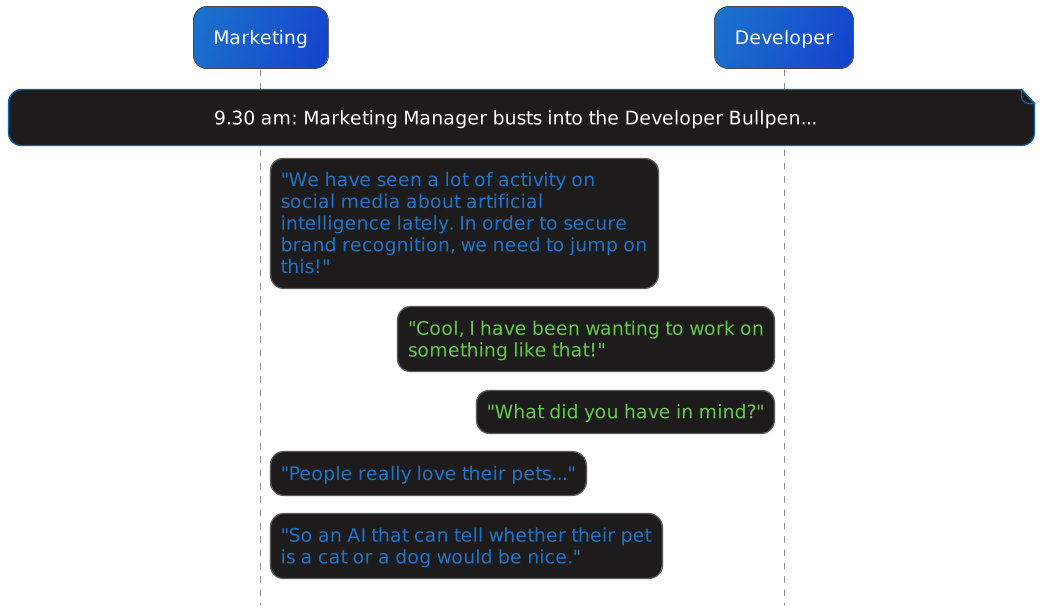 Marketing
Developer
9.30 am: Marketing Manager busts into the Developer Bullpen...
"We have seen a lot of activity on
social media about artificial
intelligence lately. In order to secure
brand recognition, we need to jump on
this!"
"Cool, I have been wanting to work on
something like that!"
"What did you have in mind?"
"People really love their pets..."
"So an AI that can tell whether their pet
is a cat or a dog would be nice."